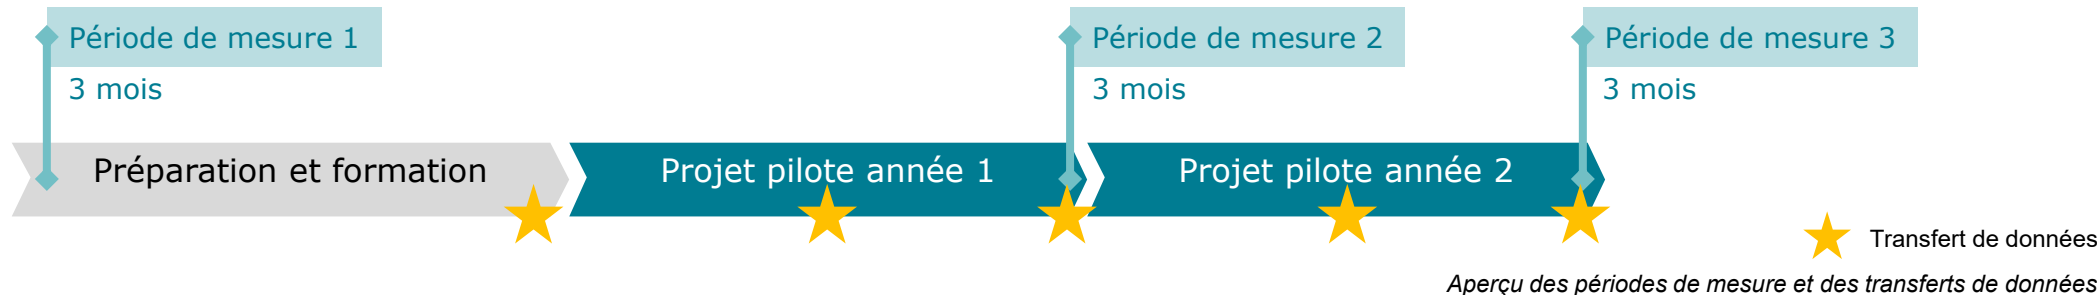 Période de mesure 1
3 mois
Période de mesure 2
3 mois
Période de mesure 3
3 mois
Préparation et formation
Projet pilote année 1
Projet pilote année 2
Transfert de données
Aperçu des périodes de mesure et des transferts de données